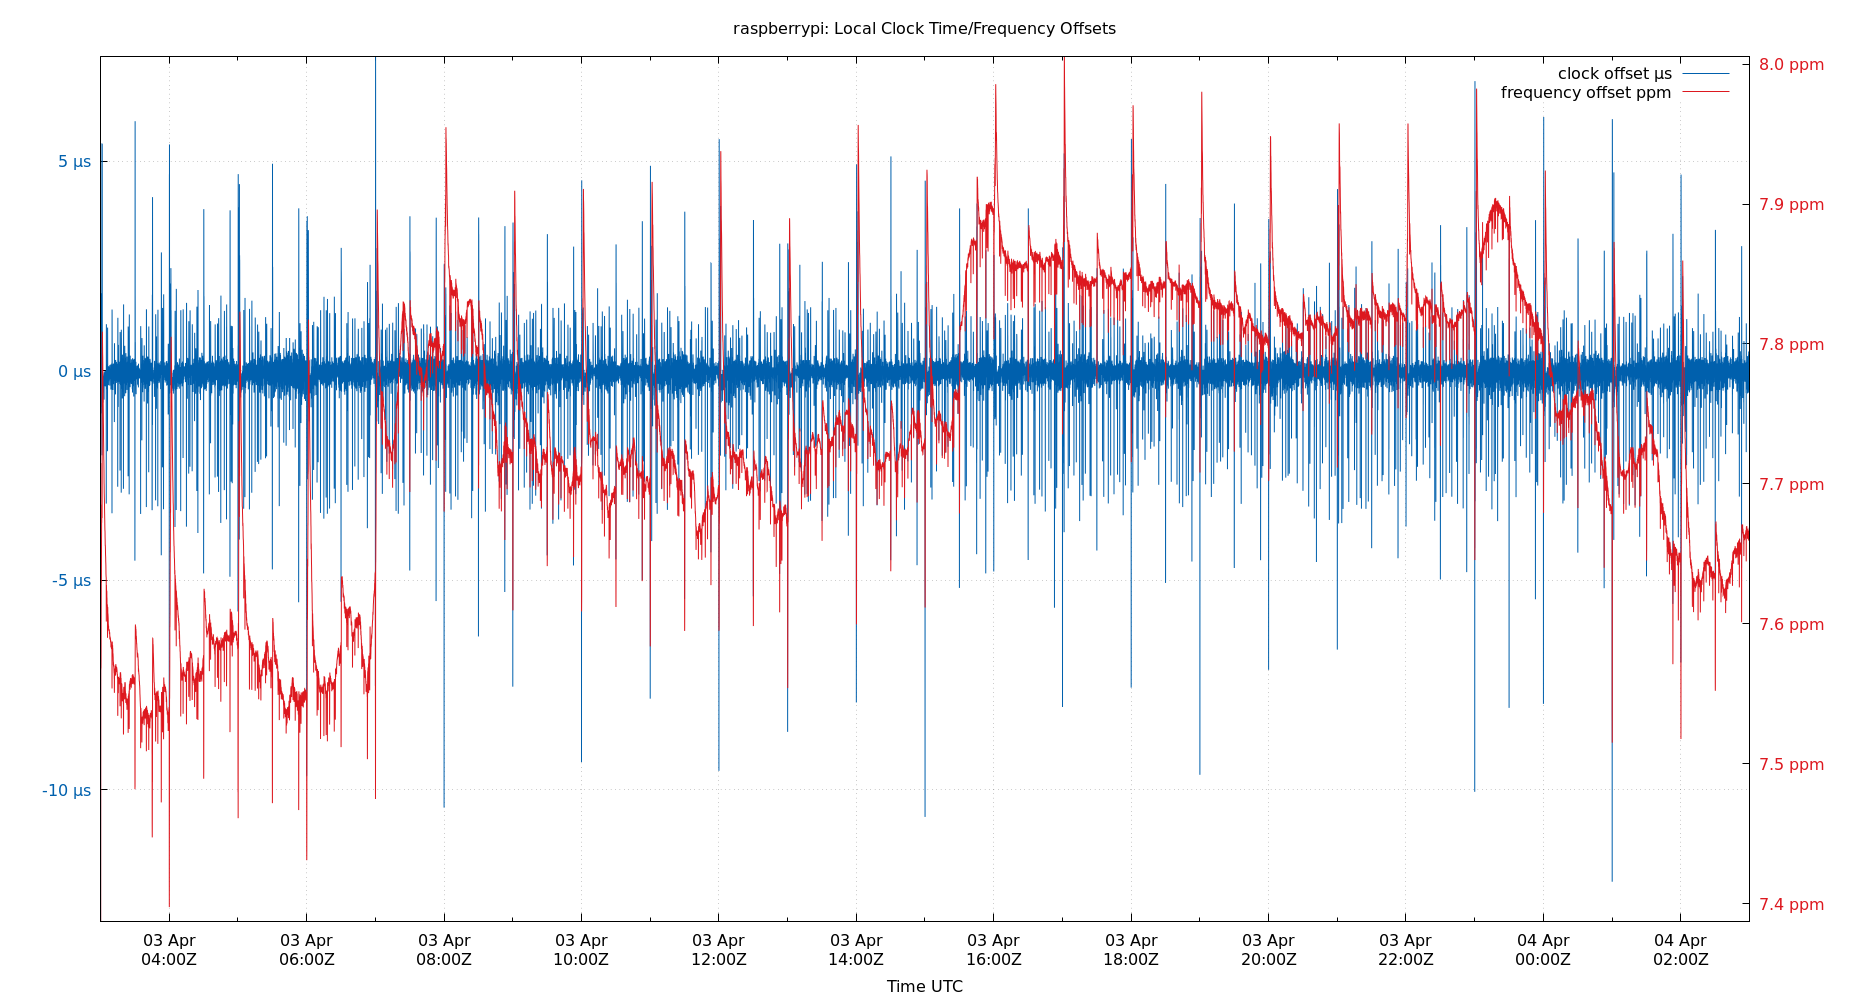 raspberrypi: Local Clock Time/Frequency Offsets
clock offset µs
frequency offset ppm
5 µs
0 µs
-5 µs
-10 µs
8.0 ppm
7.9 ppm
7.8 ppm
7.7 ppm
7.6 ppm
7.5 ppm
7.4 ppm
03 Apr 03 Apr 03 Apr 03 Apr 03 Apr 03 Apr 03 Apr 03 Apr 03 Apr 03 Apr 04 Apr 04 Apr
04:00Z 06:00Z 08:00Z 10:00Z 12:00Z 14:00Z 16:00Z 18:00Z 20:00Z 22:00Z 00:00Z 02:00Z
Time UTC